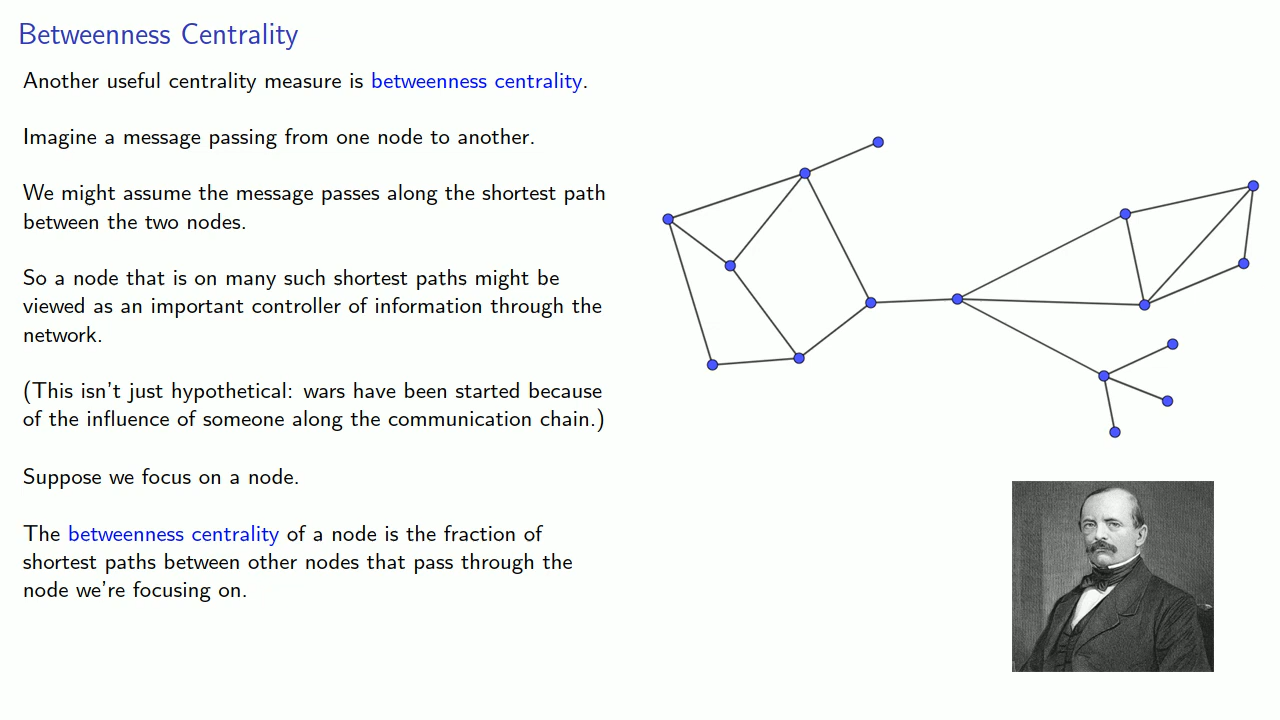 Betweenness Centrality
Another useful centrality measure is betweenness centrality.
Imagine a message passing from one node to another.
We might assume the message passes along the shortest path
between the two nodes.
So a node that is on many such shortest paths might be
viewed as an important controller of information through the
network.
(This isn't just hypothetical: wars have been started because
of the influence of someone along the communication chain.)
Suppose we focus on a node.
The betweenness centrality of a node is the fraction of
shortest paths between other nodes that pass through the
node we're focusing on.